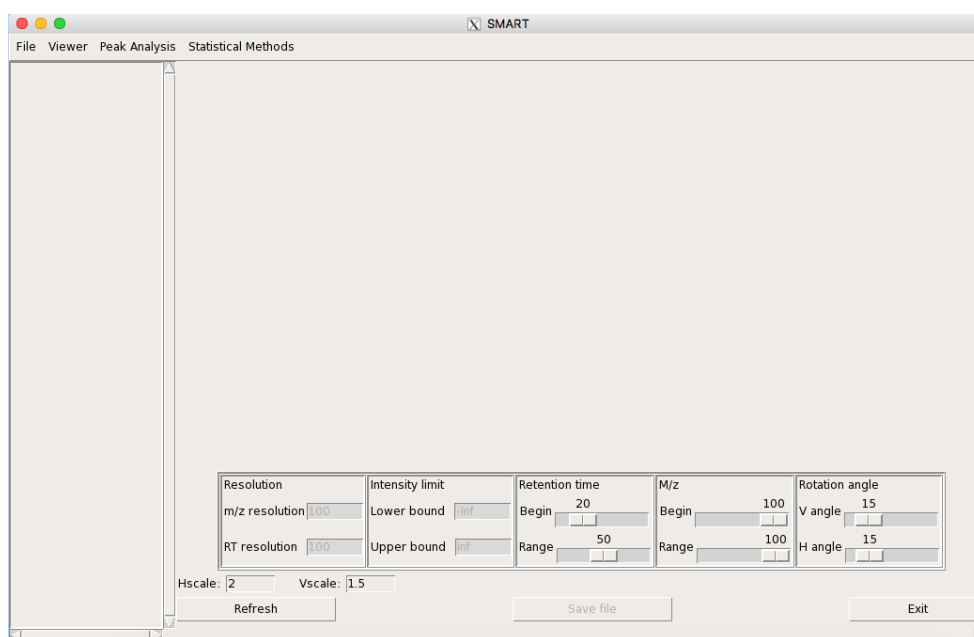 SMART
File Viewer Peak Analysis Statistical Methods
Resolution
m/z resolution 100
RT resolution 100
Intensity limit
Lower bound -Inf
Upper bound Inf
Retention time
20
Begin
50
Range
M/z
100
Begin
100
Range
Rotation angle
15
V angle
15
H angle
Hscale: 2 Vscale: 1.5
Refresh Save file Exit